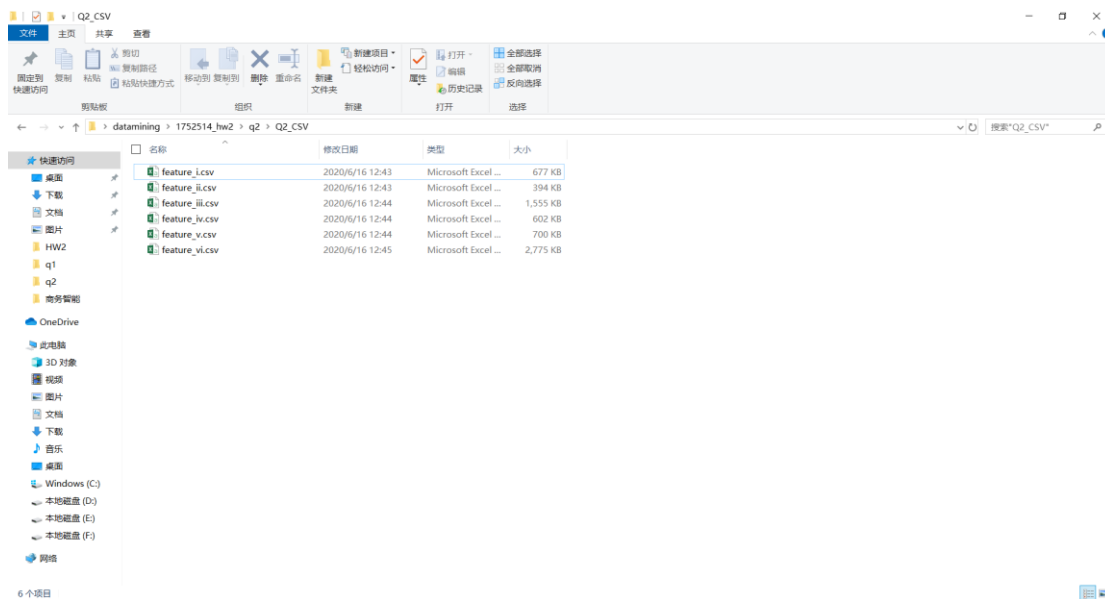 Q2_CSV
文件 主页 共享 查看
固定到快速访问
复制
粘贴
剪切
复制路径
粘贴快捷方式
剪贴板
移动到 复制到 删除 重命名
组织
新建文件夹
新建项目
轻松访问
新建
属性
打开
编辑
历史记录
打开
全部选择
全部取消
反向选择
选择
datamining > 1752514_hw2 > q2 > Q2_CSV
搜索"Q2_CSV"
名称 修改日期 类型 大小
feature_i.csv 2020/6/16 12:43 Microsoft Excel ... 677 KB
feature_ii.csv 2020/6/16 12:43 Microsoft Excel ... 394 KB
feature_iii.csv 2020/6/16 12:44 Microsoft Excel ... 1,555 KB
feature_iv.csv 2020/6/16 12:44 Microsoft Excel ... 602 KB
feature_v.csv 2020/6/16 12:44 Microsoft Excel ... 700 KB
feature_vi.csv 2020/6/16 12:45 Microsoft Excel ... 2,775 KB
快速访问
桌面
下载
文档
图片
HW2
q1
q2
商务智能
OneDrive
此电脑
3D 对象
视频
图片
文档
下载
音乐
桌面
Windows (C:)
本地磁盘 (D:)
本地磁盘 (E:)
本地磁盘 (F:)
网络
6 个项目